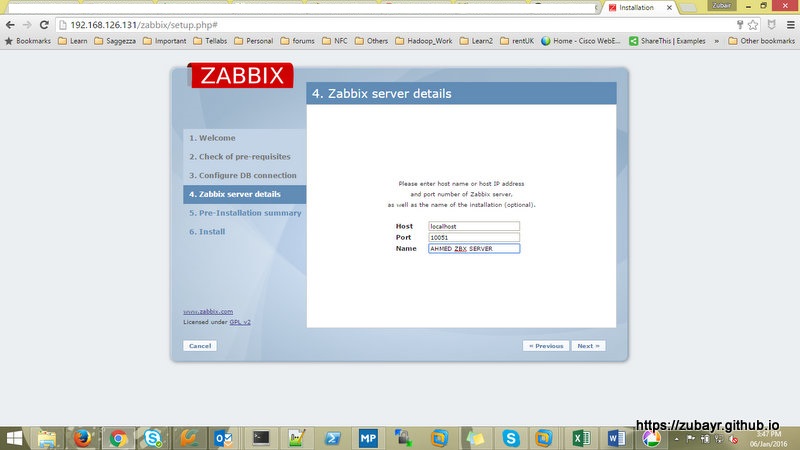 Zubair
Installation
192.168.126.131/zabbix/setup.php#
Bookmarks Learn Saggezza Important Tellabs Personal forums NFC Others Hadoop_Work Learn2 rentUK Home - Cisco WebE... ShareThis | Examples » Other bookmarks
ZABBIX
4. Zabbix server details
1. Welcome
2. Check of pre-requisites
3. Configure DB connection
4. Zabbix server details
5. Pre-Installation summary
6. Install
Please enter host name or host IP address
and port number of Zabbix server,
as well as the name of the installation (optional).
Host localhost
Port 10051
Name AHMED ZBX SERVER
www.zabbix.com
Licensed under GPL v2
Cancel
« Previous Next »
MP
https://zubayr.github.io
3:47 PM
06/Jan/2016